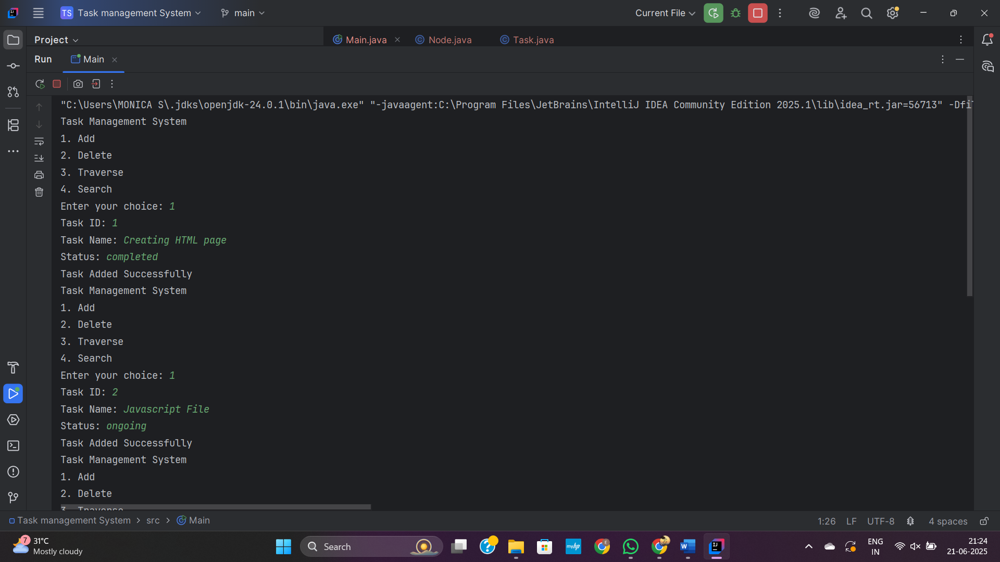 TS Task management System main Current File
Project Main.java Node.java Task.java
Run Main
"C:\Users\MONICA S\.jdks\openjdk-24.0.1\bin\java.exe" "-javaagent:C:\Program Files\JetBrains\IntelliJ IDEA Community Edition 2025.1\lib\idea_rt.jar=56713"
Task Management System
1. Add
2. Delete
3. Traverse
4. Search
Enter your choice: 1
Task ID: 1
Task Name: Creating HTML page
Status: completed
Task Added Successfully
Task Management System
1. Add
2. Delete
3. Traverse
4. Search
Enter your choice: 1
Task ID: 2
Task Name: Javascript File
Status: ongoing
Task Added Successfully
Task Management System
1. Add
2. Delete
3. Traverse
Task management System > src > Main 1:26 LF UTF-8 4 spaces
7 31°C
Mostly cloudy
Search
myhp
E
W
IJ
ENG
IN
21:24
21-06-2025